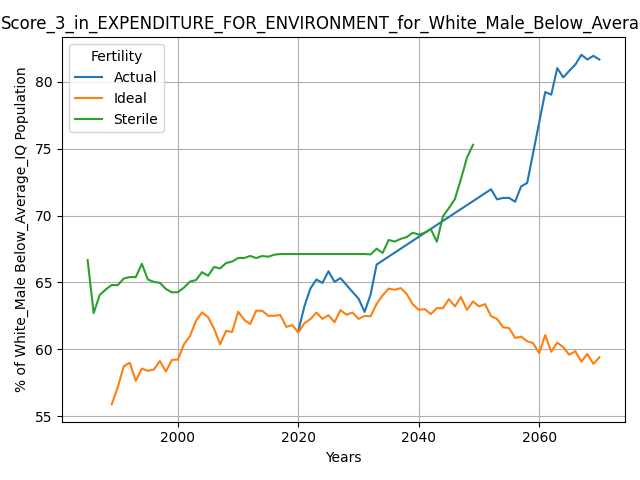 Score_3_in_EXPENDITURE_FOR_ENVIRONMENT_for_White_Male_Below_Avera
Fertility
Actual
Ideal
Sterile
% of White_Male Below_Average_IQ Population
80
75
70
65
60
55
2000
2020
2040
2060
Years